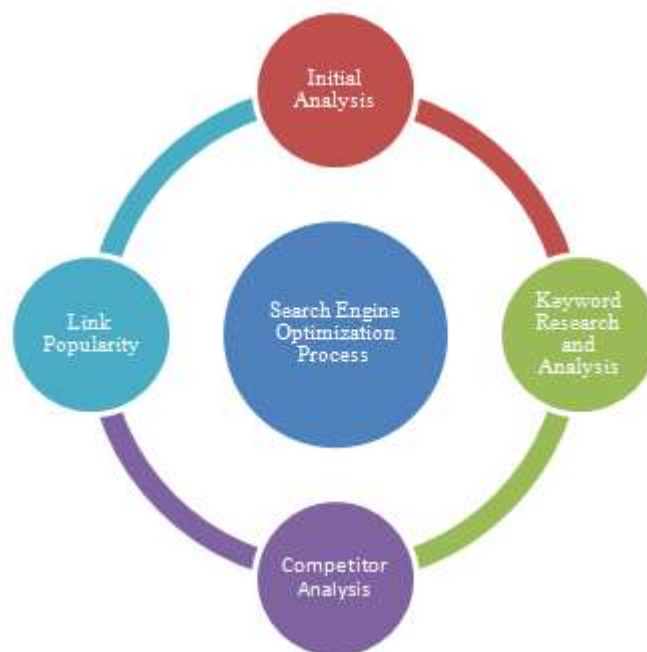 Initial
Analysis
Keyword
Research
and
Analysis
Search Engine
Optimization
Process
Link
Popularity
Competitor
Analysis